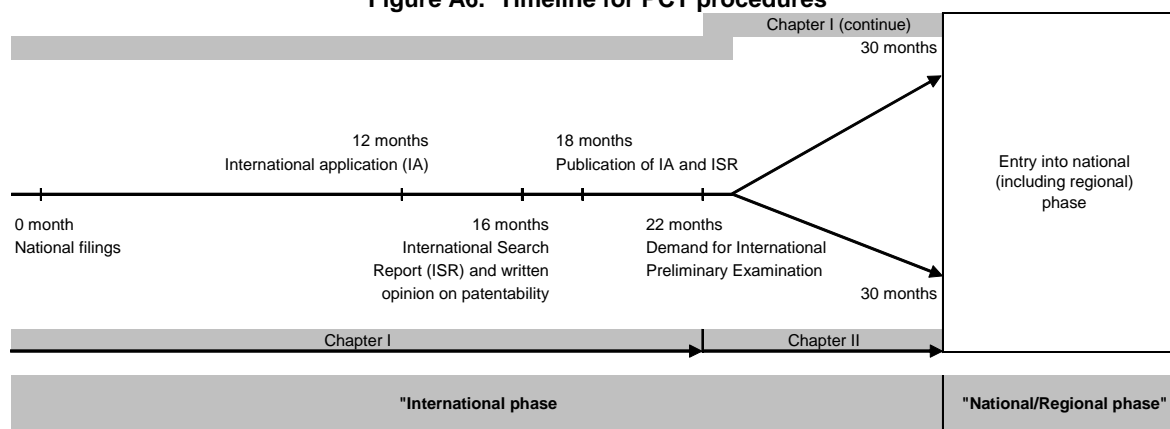 Figure A6. Timeline for PCT procedures
Chapter I (continue)
30 months
12 months
International application (IA)
18 months
Publication of IA and ISR
Entry into national
(including regional)
phase
0 month
National filings
16 months
International Search
Report (ISR) and written
opinion on patentability
22 months
Demand for International
Preliminary Examination
30 months
Chapter I
Chapter II
"International phase
"National/Regional phase"